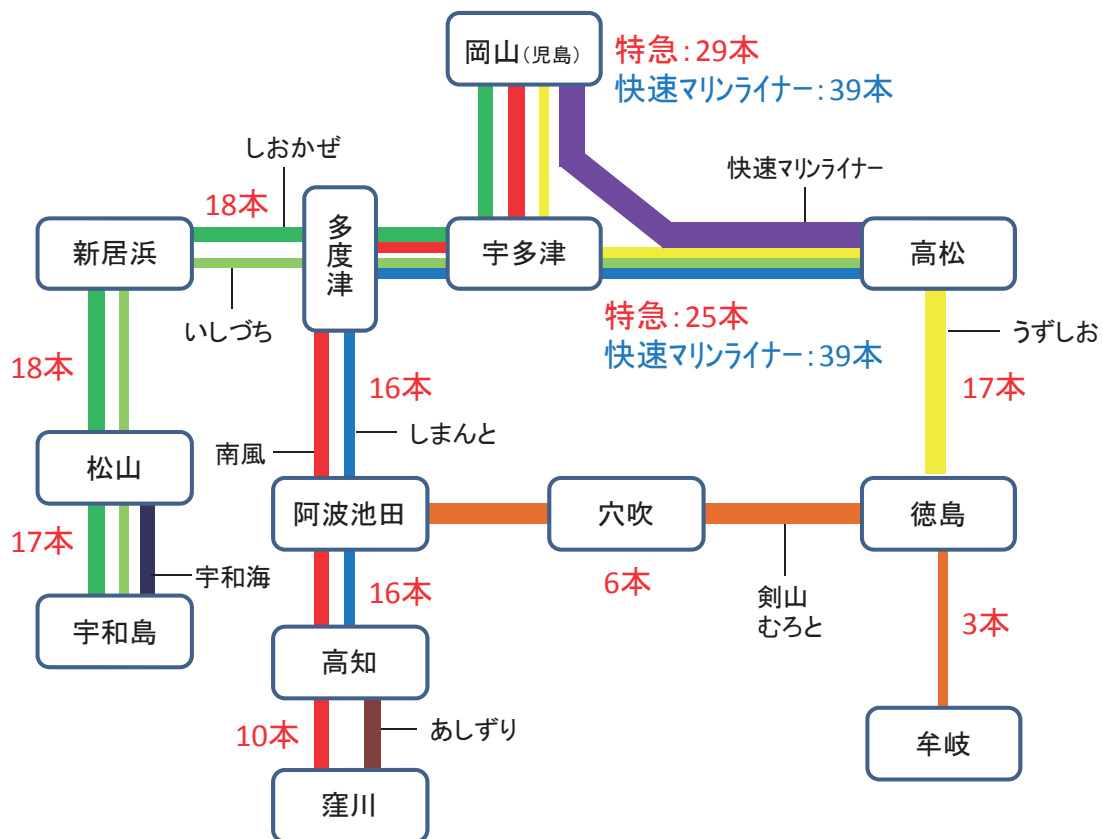 岡山(児島)
特急：29本
快速マリンライナー：39本
しおかぜ
快速マリンライナー
18本
多度津
新居浜
宇多津
高松
いしづち
特急：25本
快速マリンライナー：39本
うずしお
18本
16本
17本
しまんと
南風
松山
阿波池田
穴吹
徳島
17本
宇和海
16本
6本
剣山
むろと
3本
宇和島
高知
10本
あしずり
牟岐
窪川